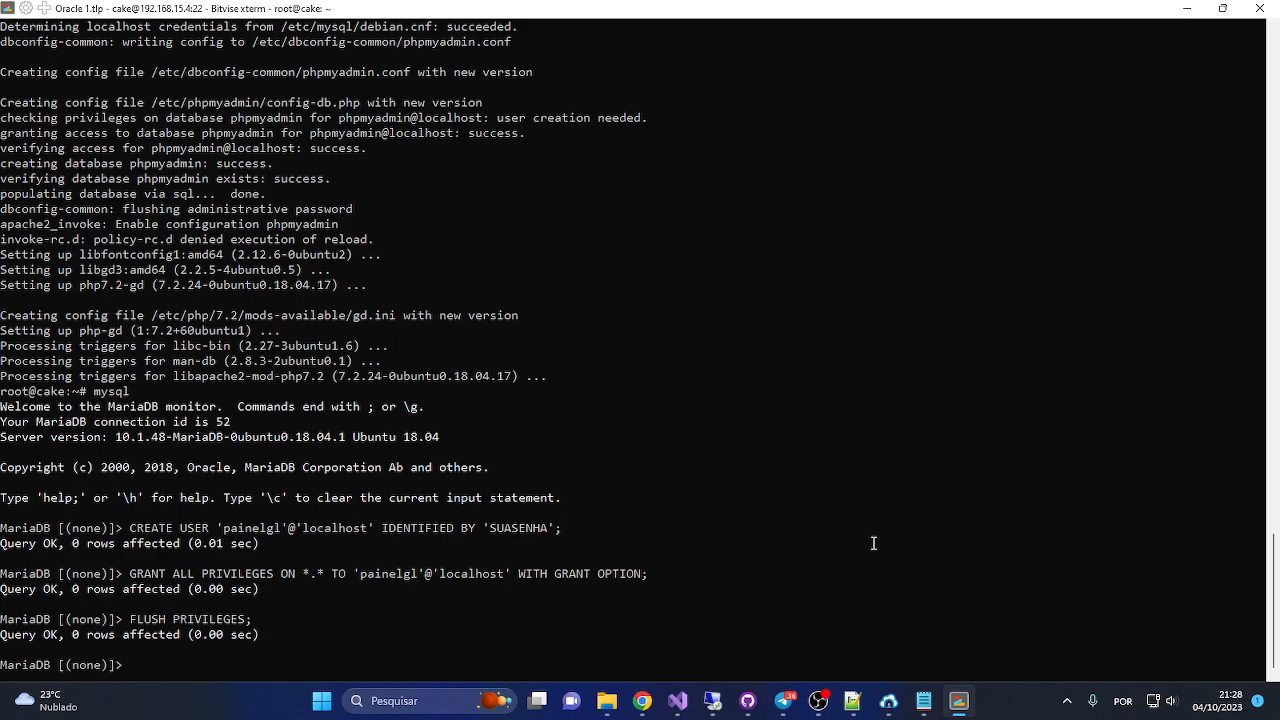 Oracle 1.tlp - cake@192.168.15.4:22 - Bitvise xterm - root@cake: ~
Determining localhost credentials from /etc/mysql/debian.cnf: succeeded.
dbconfig-common: writing config to /etc/dbconfig-common/phpmyadmin.conf
Creating config file /etc/dbconfig-common/phpmyadmin.conf with new version
Creating config file /etc/phpmyadmin/config-db.php with new version
checking privileges on database phpmyadmin for phpmyadmin@localhost: user creation needed.
granting access to database phpmyadmin for phpmyadmin@localhost: success.
verifying access for phpmyadmin@localhost: success.
creating database phpmyadmin: success.
verifying database phpmyadmin exists: success.
populating database via sql...  done.
dbconfig-common: flushing administrative password
apache2_invoke: Enable configuration phpmyadmin
invoke-rc.d: policy-rc.d denied execution of reload.
Setting up libfontconfig1:amd64 (2.12.6-0ubuntu2) ...
Setting up libgd3:amd64 (2.2.5-4ubuntu0.5) ...
Setting up php7.2-gd (7.2.24-0ubuntu0.18.04.17) ...
Creating config file /etc/php/7.2/mods-available/gd.ini with new version
Setting up php-gd (1:7.2+60ubuntu1) ...
Processing triggers for libc-bin (2.27-3ubuntu1.6) ...
Processing triggers for man-db (2.8.3-2ubuntu0.1) ...
Processing triggers for libapache2-mod-php7.2 (7.2.24-0ubuntu0.18.04.17) ...
root@cake:~# mysql
Welcome to the MariaDB monitor.  Commands end with ; or \g.
Your MariaDB connection id is 52
Server version: 10.1.48-MariaDB-0ubuntu0.18.04.1 Ubuntu 18.04
Copyright (c) 2000, 2018, Oracle, MariaDB Corporation Ab and others.
Type 'help;' or '\h' for help. Type '\c' to clear the current input statement.
MariaDB [(none)]> CREATE USER 'painelgl'@'localhost' IDENTIFIED BY 'SUASENHA';
Query OK, 0 rows affected (0.01 sec)
MariaDB [(none)]> GRANT ALL PRIVILEGES ON *.* TO 'painelgl'@'localhost' WITH GRANT OPTION;
Query OK, 0 rows affected (0.00 sec)
MariaDB [(none)]> FLUSH PRIVILEGES;
Query OK, 0 rows affected (0.00 sec)
MariaDB [(none)]>
23°C
Nublado
Pesquisar
36
POR
21:28
04/10/2023
1